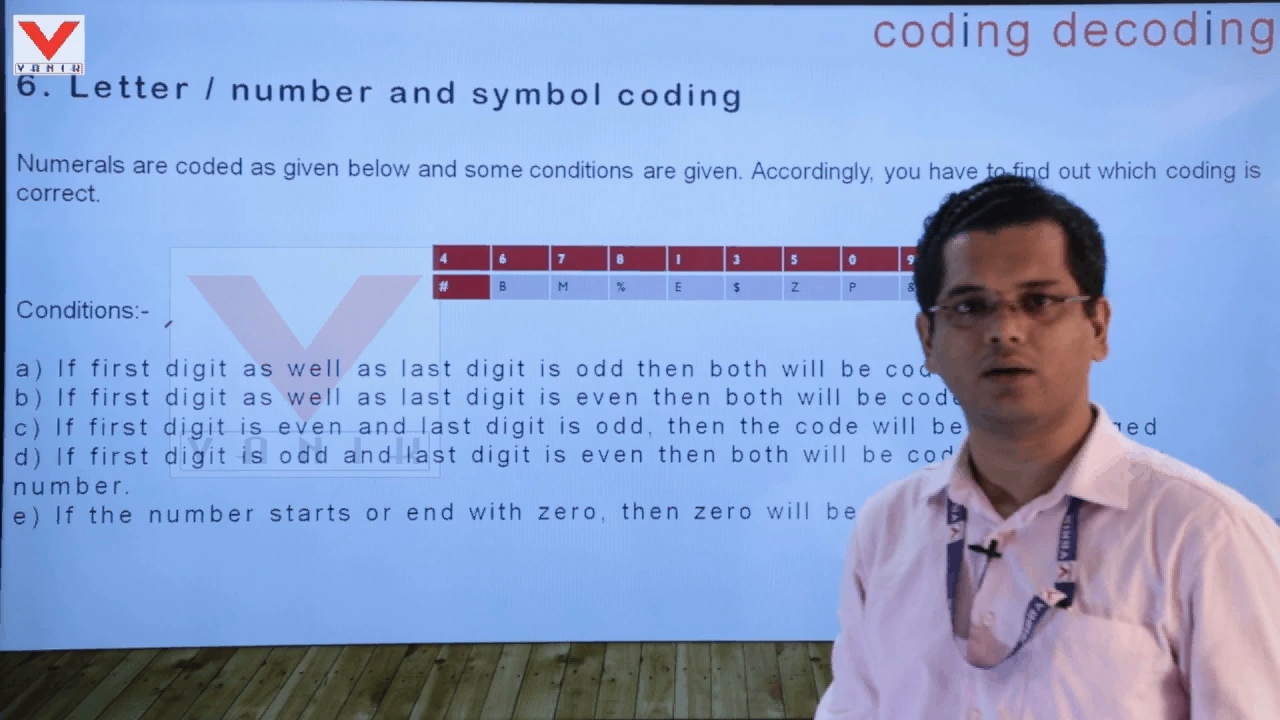 VANIK
coding decoding
6. Letter / number and symbol coding
Numerals are coded as given below and some conditions are given. Accordingly, you have to find out which coding is
correct.
4 6 7 8 1 3 5 0 9
# B M % E $ Z P &
Conditions:-
a) If first digit as well as last digit is odd then both will be
b) If first digit as well as last digit is even then both will be
c) If first digit is even and last digit is odd, then the code will be
d) If first digit is odd and last digit is even then both will be
number.
e) If the number starts or end with zero, then zero will be
VANIK
VANIK